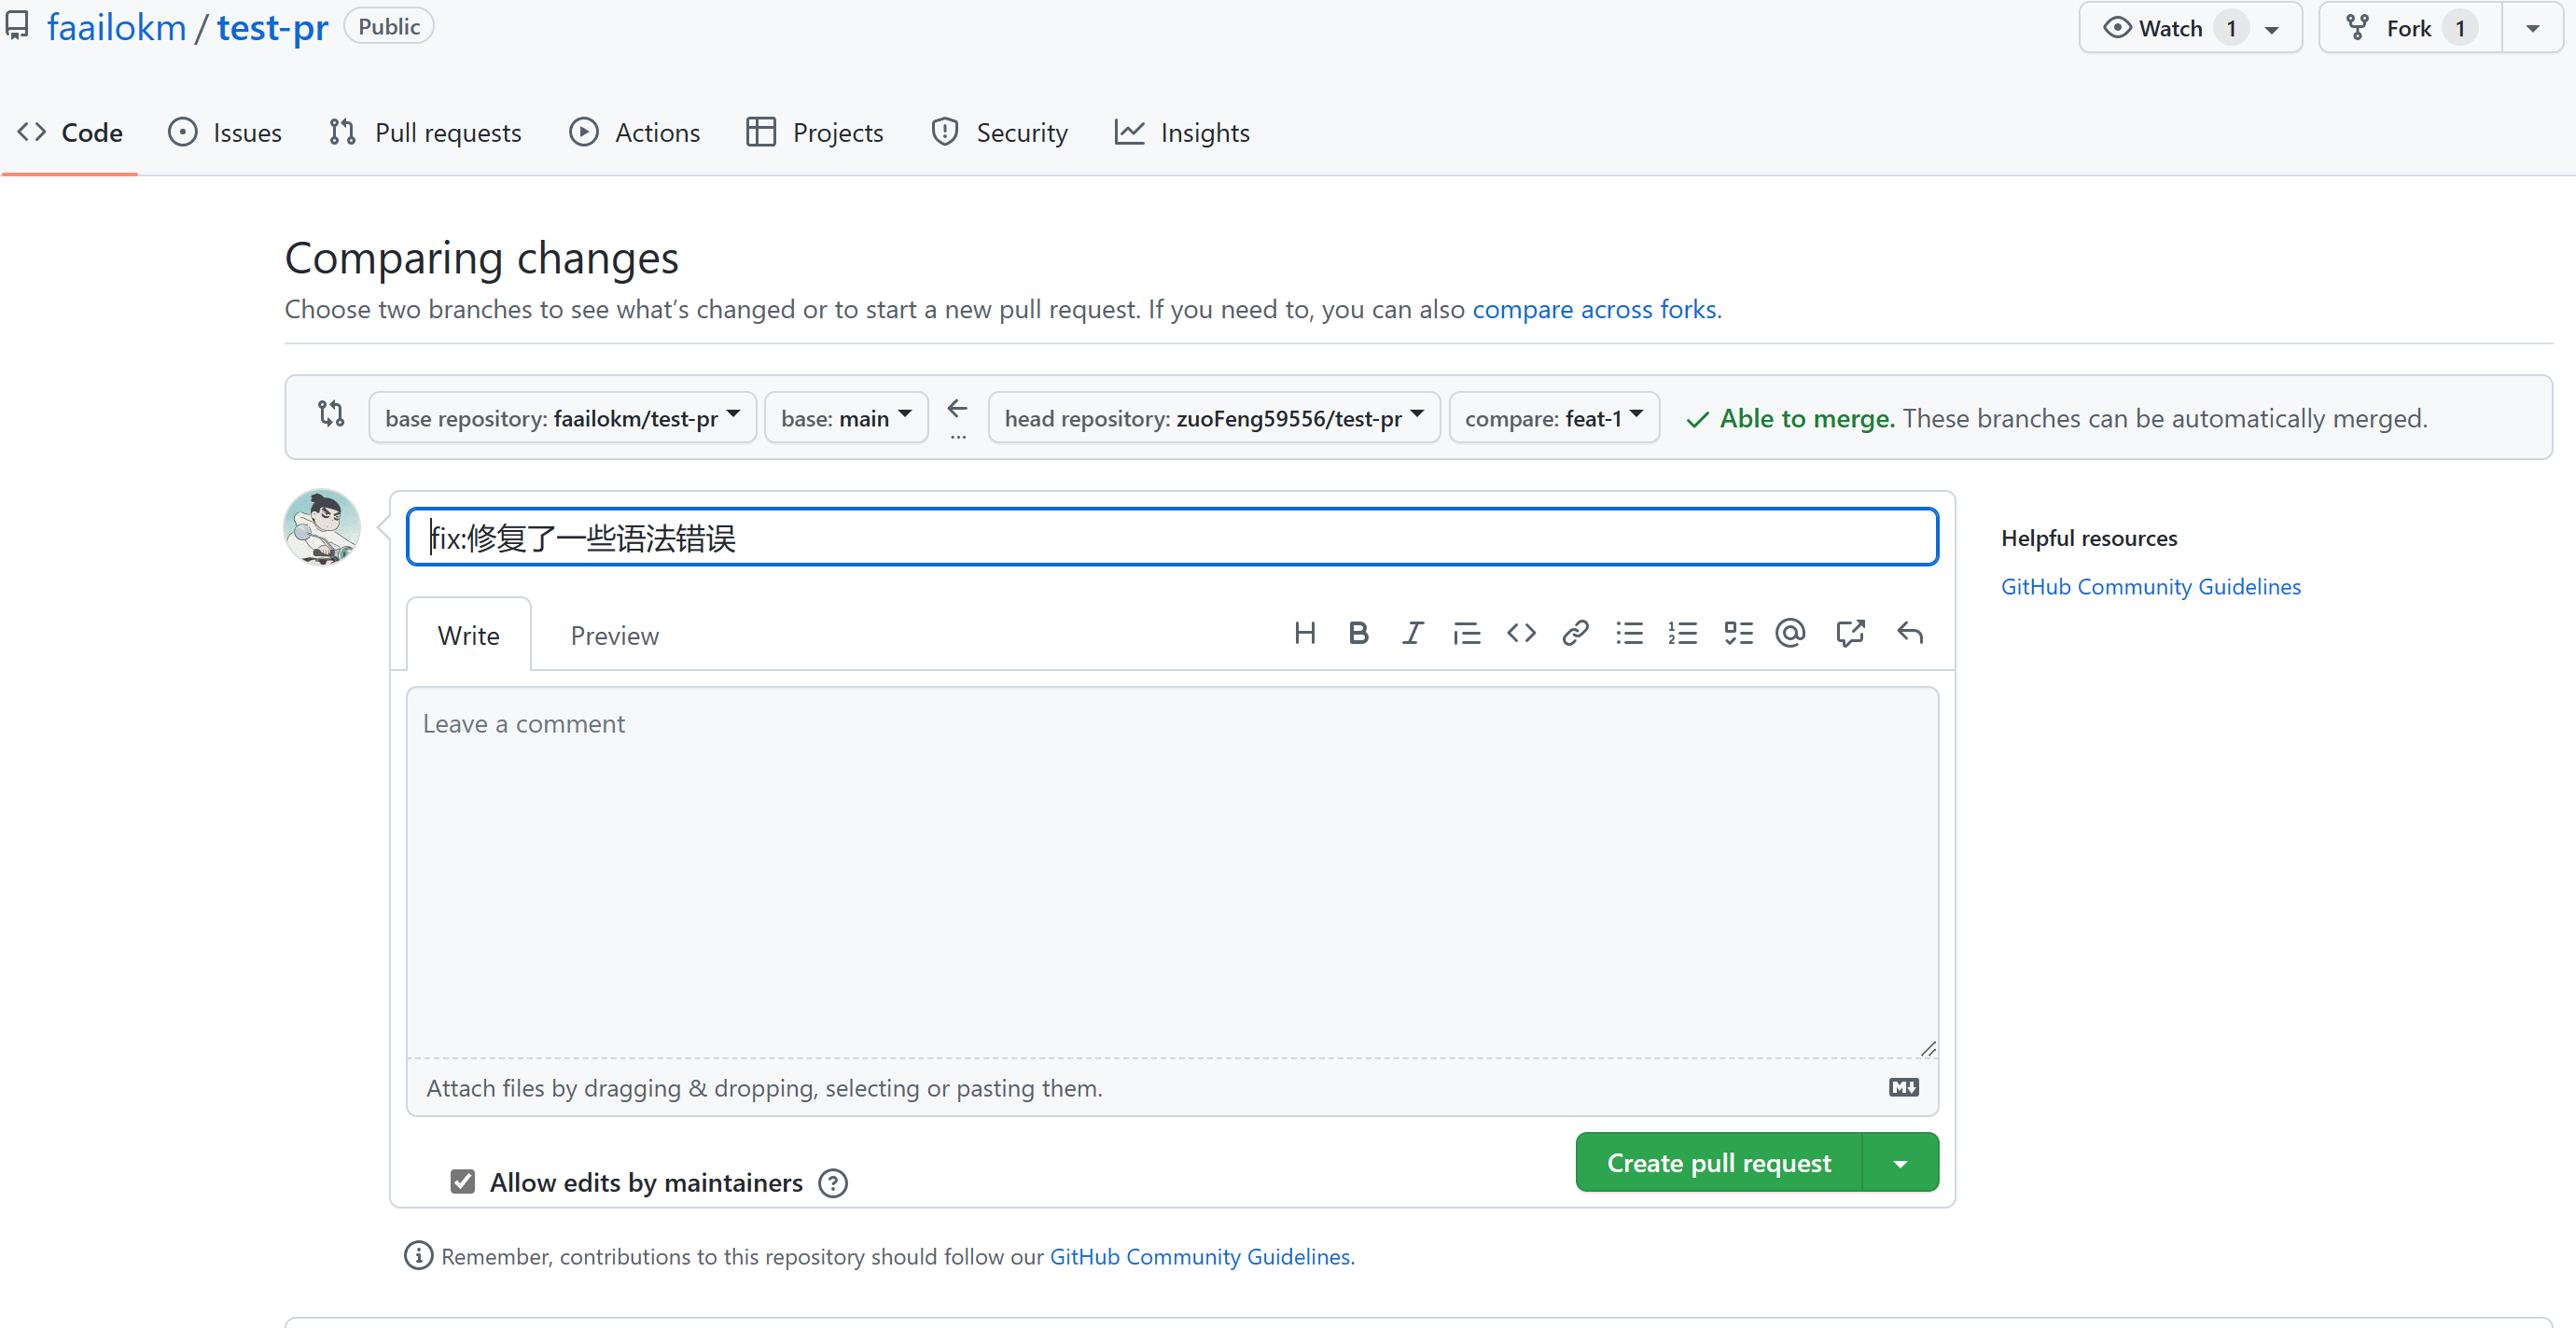 faailokm / test-pr Public Watch 1 Fork 1
Code Issues Pull requests Actions Projects Security Insights
Comparing changes
Choose two branches to see what’s changed or to start a new pull request. If you need to, you can also compare across forks.
base repository: faailokm/test-pr base: main ... head repository: zuoFeng59556/test-pr compare: feat-1 Able to merge. These branches can be automatically merged.
fix:修复了一些语法错误
Helpful resources
GitHub Community Guidelines
Write Preview
Leave a comment
Attach files by dragging & dropping, selecting or pasting them.
Allow edits by maintainers
Create pull request
Remember, contributions to this repository should follow our GitHub Community Guidelines.